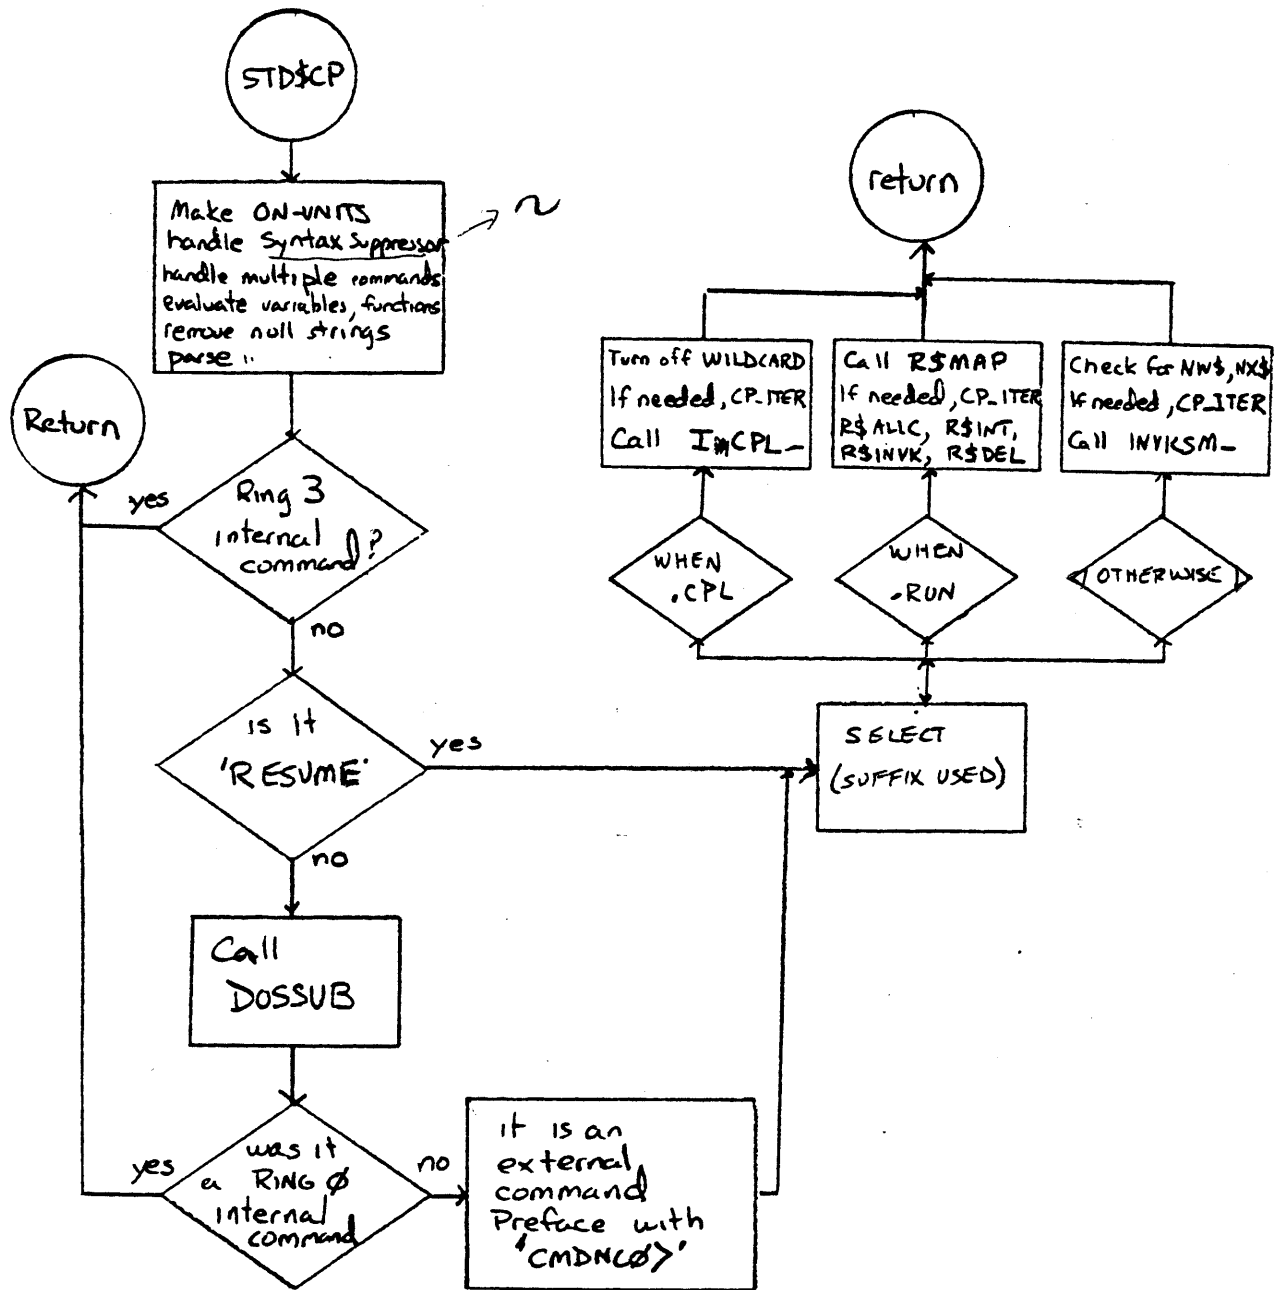 STD$CP
Make ON-UNITS
handle Syntax Suppressor
~
handle multiple commands
evaluate variables, functions
remove null strings
parse
Return
yes
Ring 3
internal
command?
no
is it
'RESUME'
yes
no
Call
DOSSUB
was it
a RING 0
internal
command
yes
no
it is an
external
command
Preface with
'CMDNC0>'
SELECT
(SUFFIX USED)
WHEN
.CPL
WHEN
.RUN
OTHERWISE
Turn off WILDCARD
If needed, CP_ITER
Call
Call R$MAP
If needed, CP_ITER
R$ALLC, R$INT,
R$INVK, R$DEL
Check for NW$, NX$
If needed, CP_ITER
Call INVKSM_
return